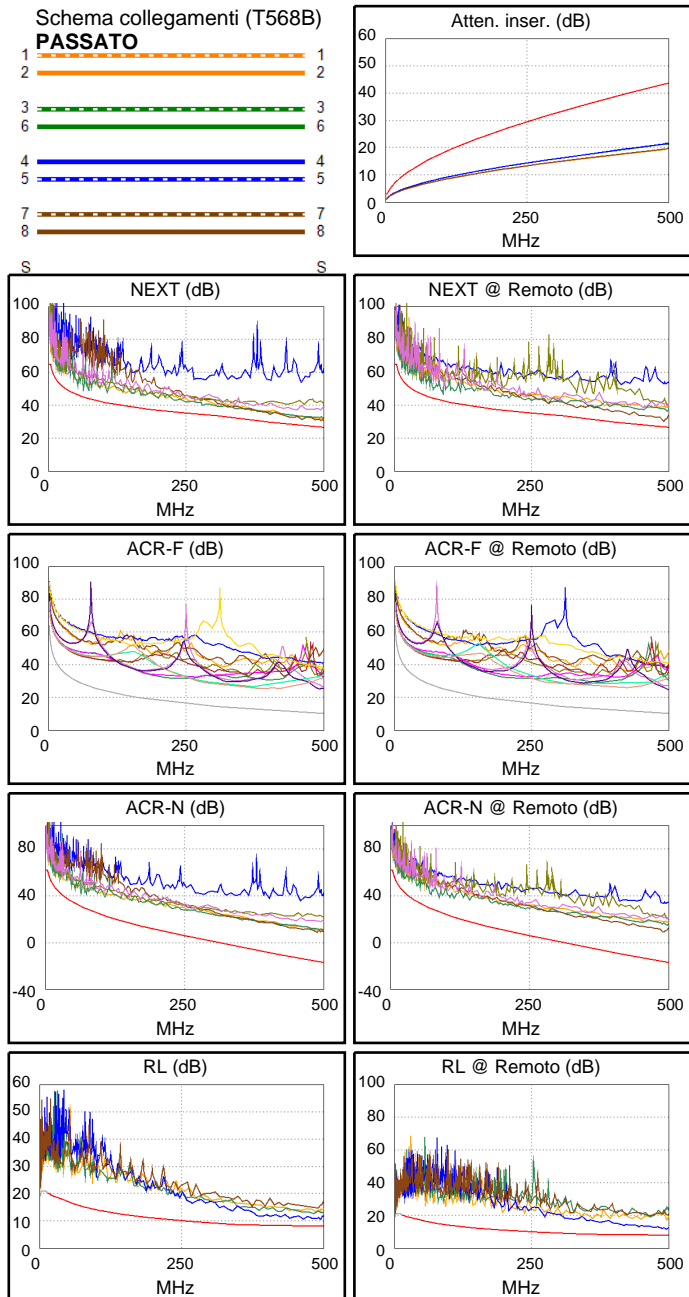 Schema collegamenti (T568B)
PASSATO
1 1
2 2
3 3
6 6
4 4
5 5
7 7
8 8
S S
Atten. inser. (dB)
60
50
40
30
20
10
0
0 250 500
MHz
NEXT (dB)
100
80
60
40
20
0
0 250 500
MHz
NEXT @ Remoto (dB)
100
80
60
40
20
0
0 250 500
MHz
ACR-F (dB)
100
80
60
40
20
0
0 250 500
MHz
ACR-F @ Remoto (dB)
100
80
60
40
20
0
0 250 500
MHz
ACR-N (dB)
80
40
0
-40
0 250 500
MHz
ACR-N @ Remoto (dB)
80
40
0
-40
0 250 500
MHz
RL (dB)
60
50
40
30
20
10
0
0 250 500
MHz
RL @ Remoto (dB)
100
80
60
40
20
0
0 250 500
MHz